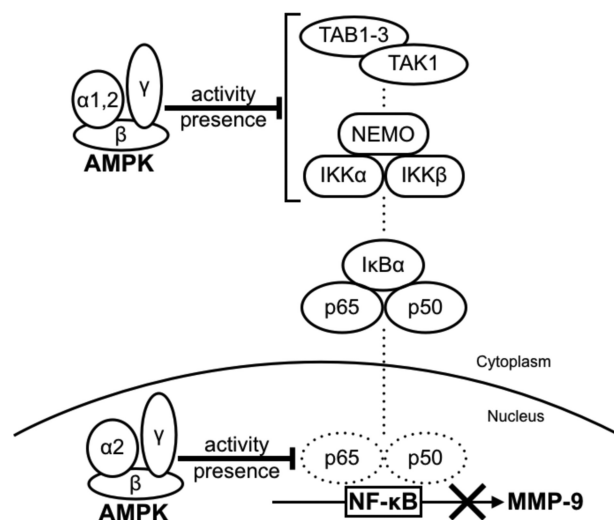 TAB1-3
TAK1
α1,2
γ
β
AMPK
activity
presence
NEMO
IKKα
IKKβ
IκBα
p65
p50
Cytoplasm
Nucleus
α2
γ
β
AMPK
activity
presence
p65
p50
NF-κB
MMP-9